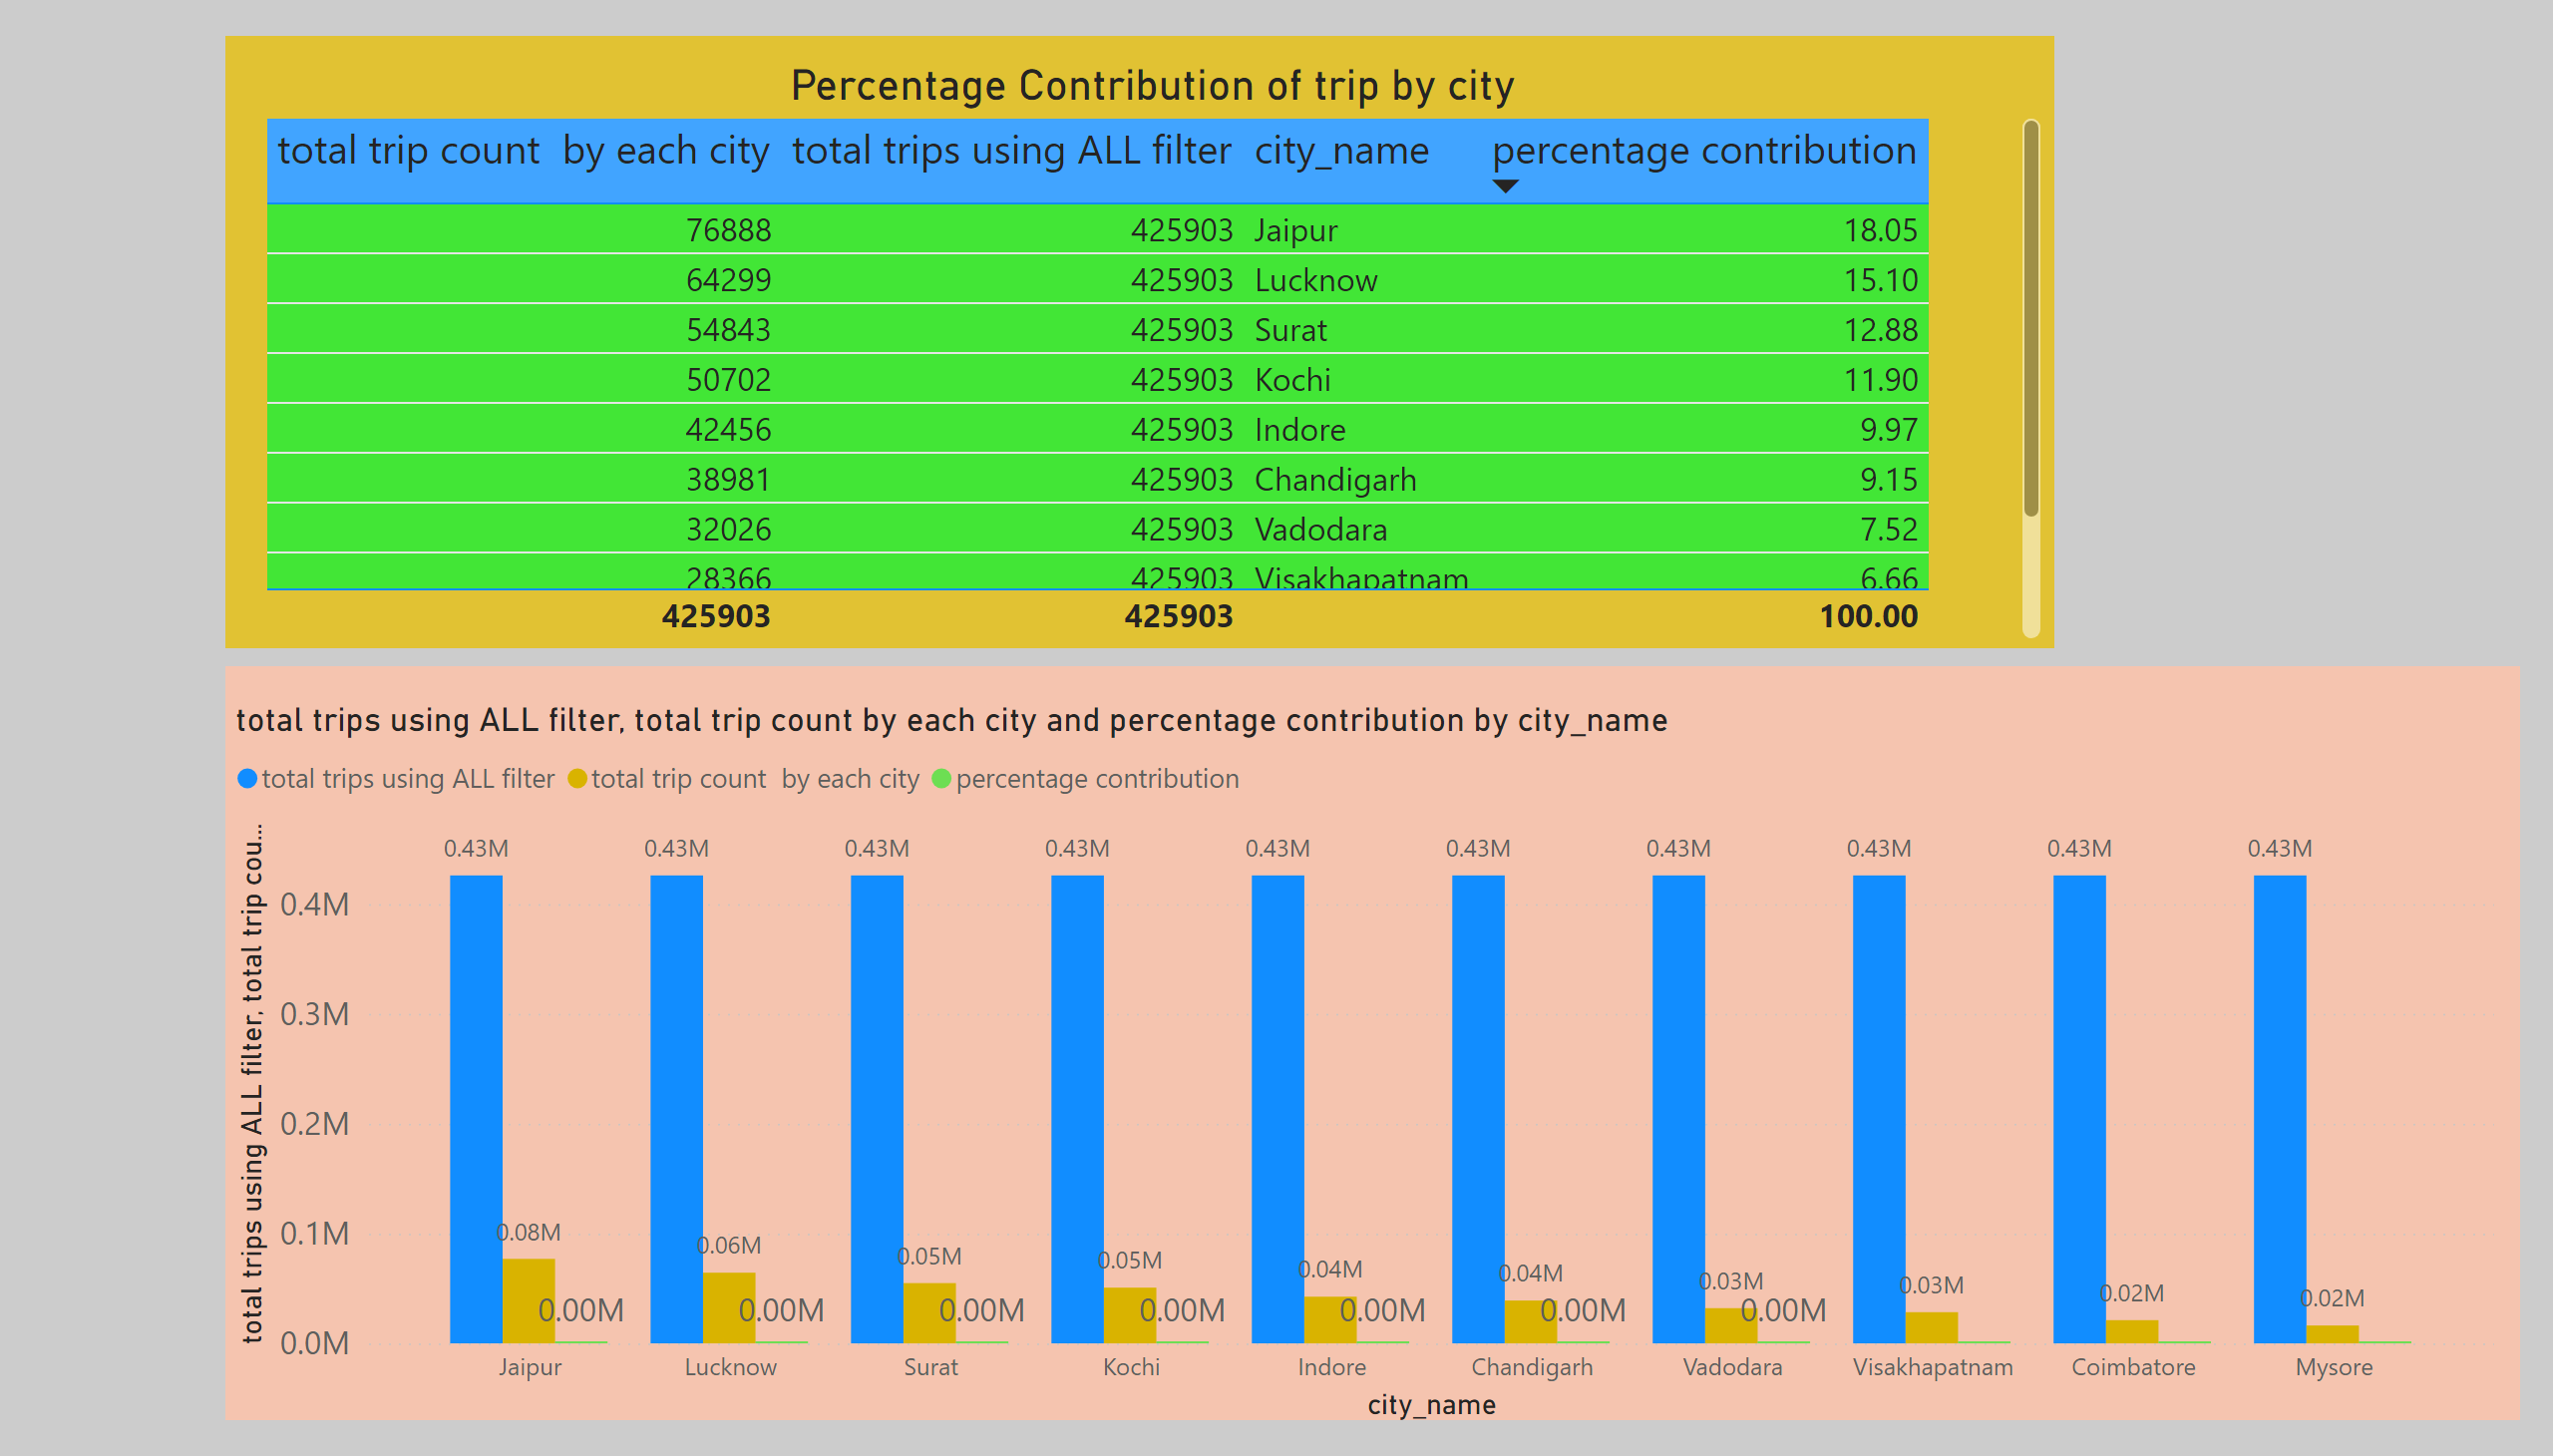 Percentage Contribution of trip by city
total trip count  by each city total trips using ALL filter city_name percentage contribution
76888 425903 Jaipur 18.05
64299 425903 Lucknow 15.10
54843 425903 Surat 12.88
50702 425903 Kochi 11.90
42456 425903 Indore 9.97
38981 425903 Chandigarh 9.15
32026 425903 Vadodara 7.52
28366 425903 Visakhapatnam 6.66
425903 425903 100.00
total trips using ALL filter, total trip count by each city and percentage contribution by city_name
total trips using ALL filter total trip count  by each city percentage contribution
total trips using ALL filter, total trip cou...
0.43M 0.43M 0.43M 0.43M 0.43M 0.43M 0.43M 0.43M 0.43M 0.43M
0.4M
0.3M
0.2M
0.1M
0.08M 0.06M 0.05M 0.05M 0.04M 0.04M 0.03M 0.03M 0.02M 0.02M
0.00M 0.00M 0.00M 0.00M 0.00M 0.00M 0.00M
0.0M
Jaipur Lucknow Surat Kochi Indore Chandigarh Vadodara Visakhapatnam Coimbatore Mysore
city_name